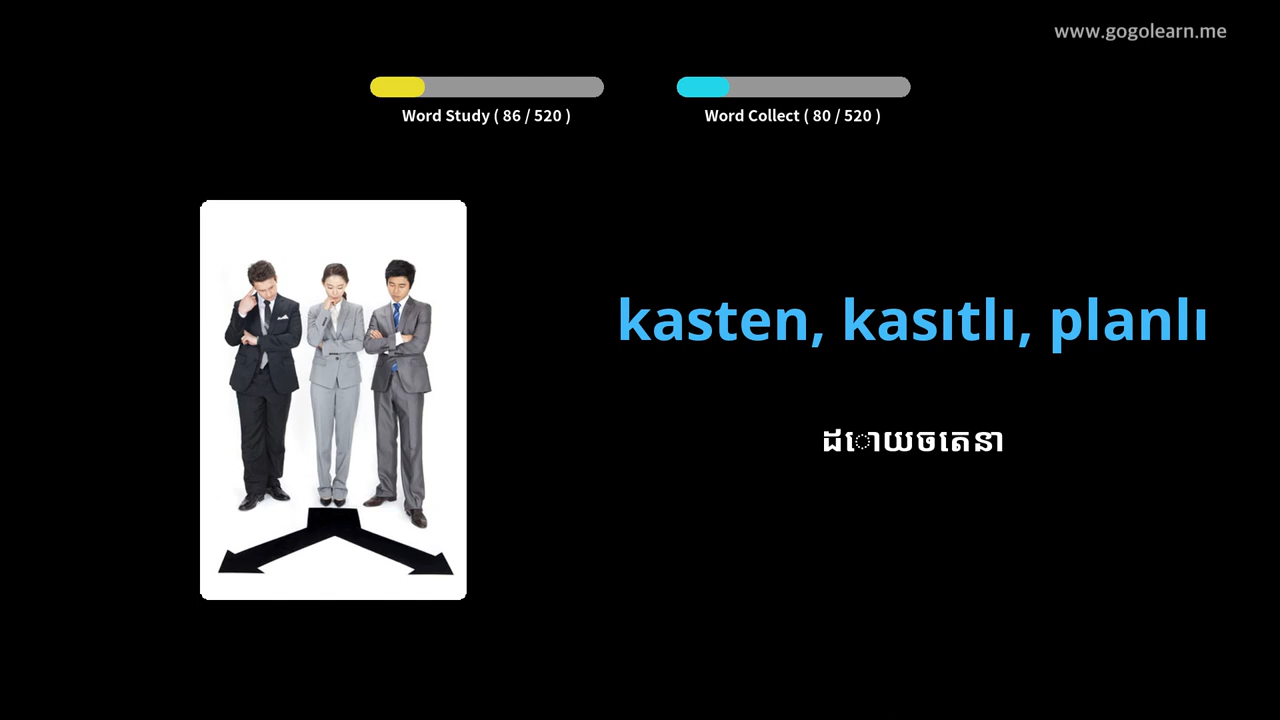 www.gogolearn.me
Word Study ( 86 / 520 )
Word Collect ( 80 / 520 )
kasten, kasıtlı, planlı
ដោយចេតនា